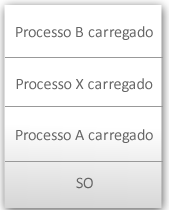 Processo B carregado
Processo X carregado
Processo A carregado
SO